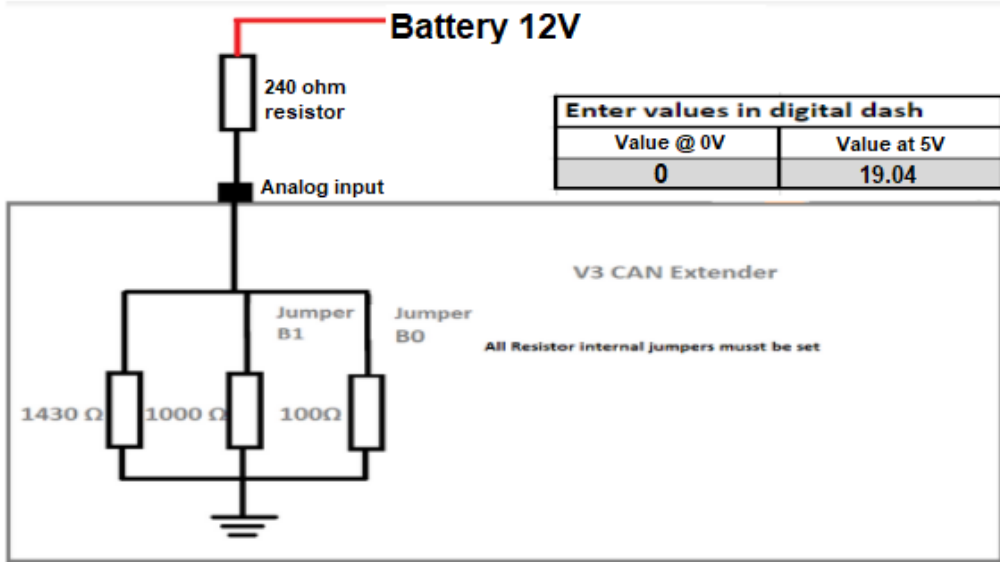 Battery 12V
240 ohm
resistor
Enter values in digital dash
Value @ 0V
Value at 5V
0
19.04
Analog input
V3 CAN Extender
Jumper
B1
Jumper
B0
All Resistor internal jumpers musst be set
1430 Ω
1000 Ω
100Ω